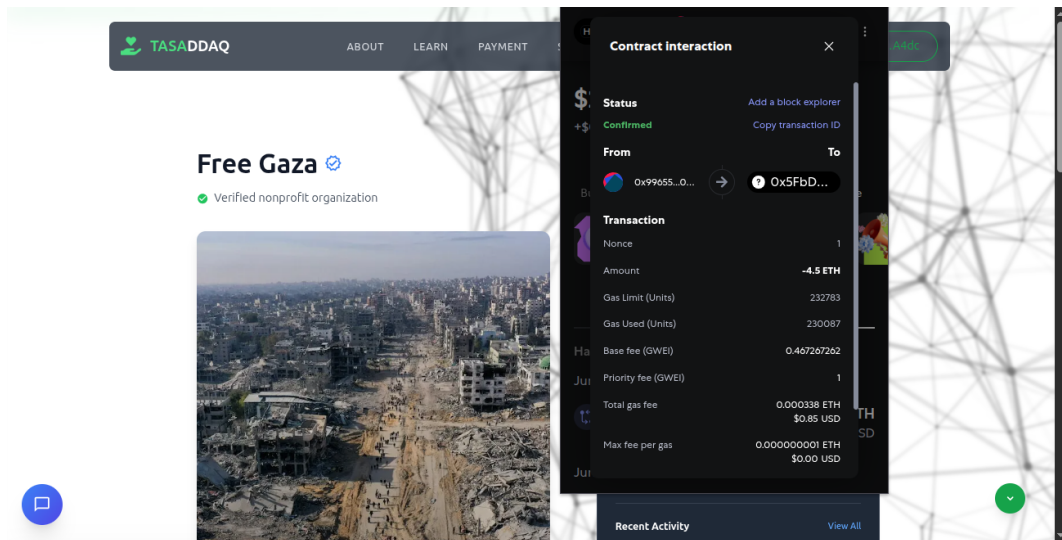 TASADDAQ
ABOUT LEARN PAYMENT
A4dc
Free Gaza
Verified nonprofit organization
Contract interaction
Status Add a block explorer
Confirmed Copy transaction ID
From To
0x99655...0... 0x5FbD...
Transaction
Nonce 1
Amount -4.5 ETH
Gas Limit (Units) 232783
Gas Used (Units) 230087
Base fee (GWEI) 0.467267262
Priority fee (GWEI) 1
Total gas fee 0.000338 ETH
$0.85 USD
Max fee per gas 0.000000001 ETH
$0.00 USD
Recent Activity View All